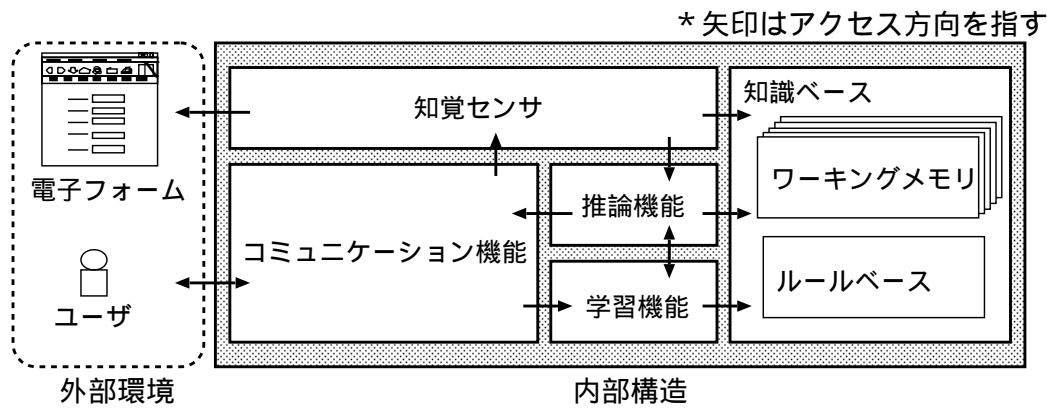 *矢印はアクセス方向を指す
知覚センサ
知識ベース
ワーキングメモリ
電子フォーム
推論機能
コミュニケーション機能
ルールベース
ユーザ
学習機能
外部環境
内部構造